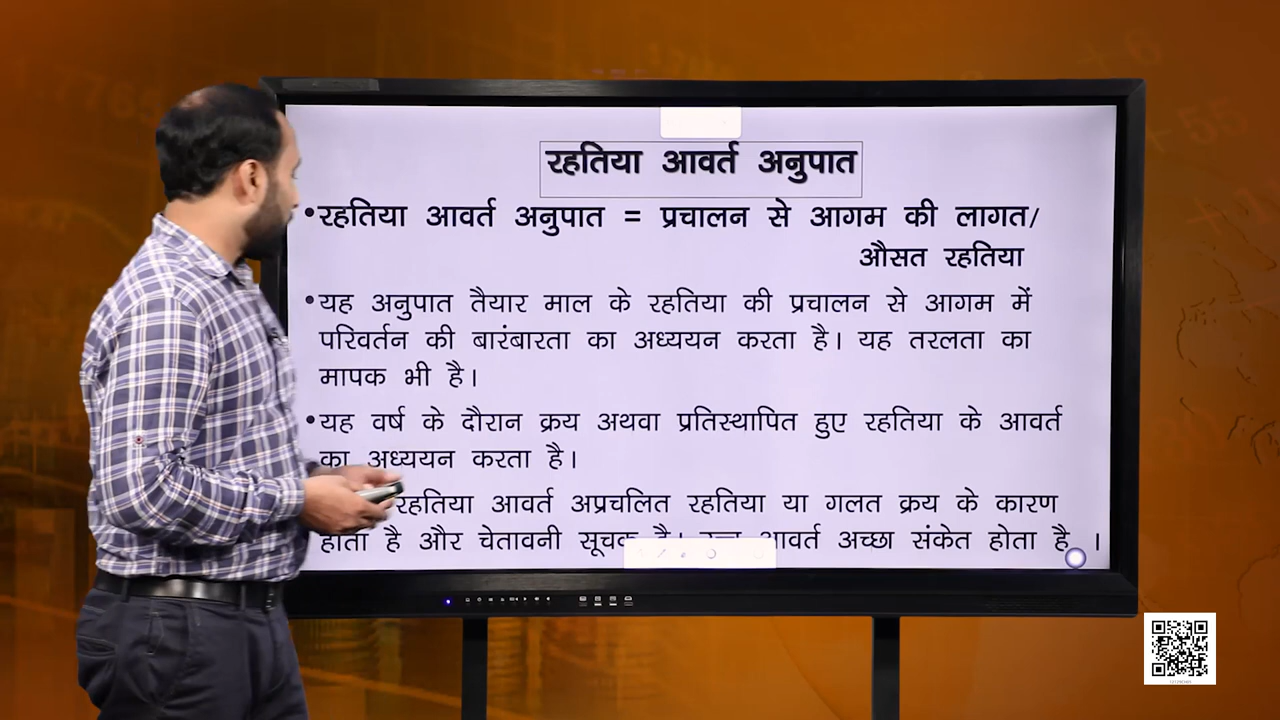 रहतिया आवर्त अनुपात
•रहतिया आवर्त अनुपात = प्रचालन से आगम की लागत/
औसत रहतिया
•यह अनुपात तैयार माल के रहतिया की प्रचालन से आगम में
परिवर्तन की बारंबारता का अध्ययन करता है। यह तरलता का
मापक भी है।
•यह वर्ष के दौरान क्रय अथवा प्रतिस्थापित हुए रहतिया के आवर्त
का अध्ययन करता है।
रहतिया आवर्त अप्रचलित रहतिया या गलत क्रय के कारण
होता है और चेतावनी सूचक है। आवर्त अच्छा संकेत होता है ।